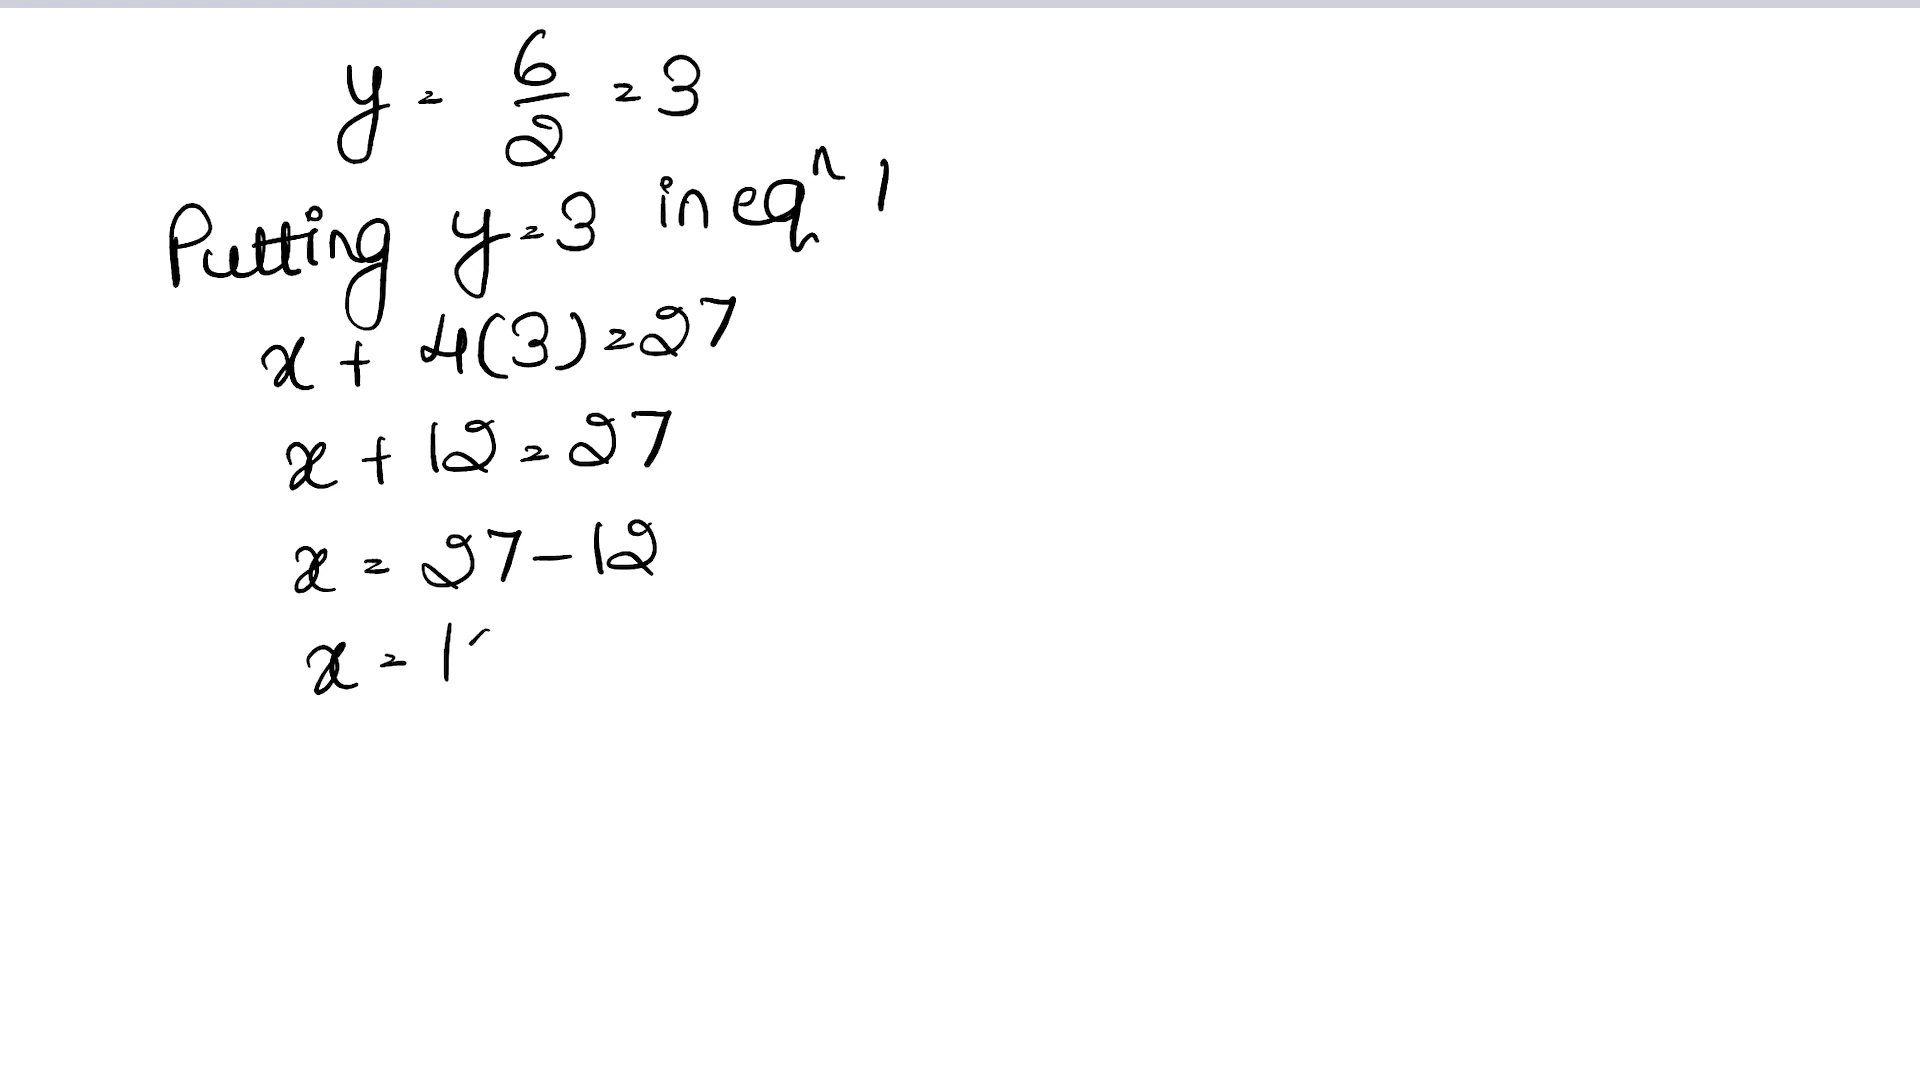 y = 6/2 = 3
Putting y = 3 in eqⁿ 1
x + 4(3) = 27
x + 12 = 27
x = 27 - 12
x = 1